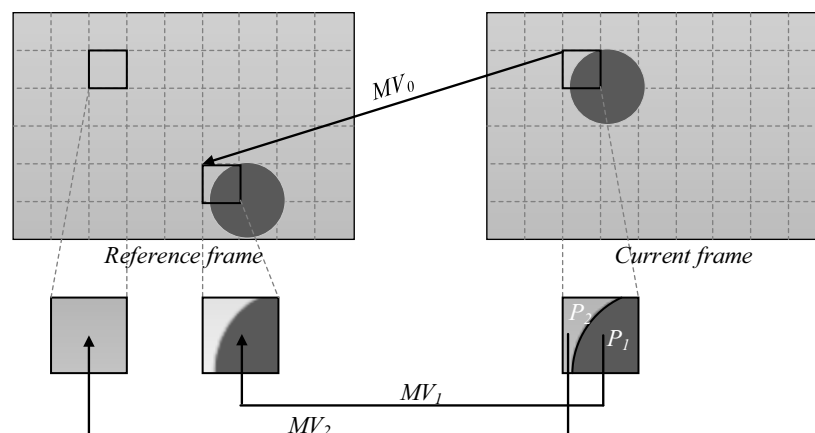 MV0
Reference frame
Current frame
P2
P1
MV1
MV2